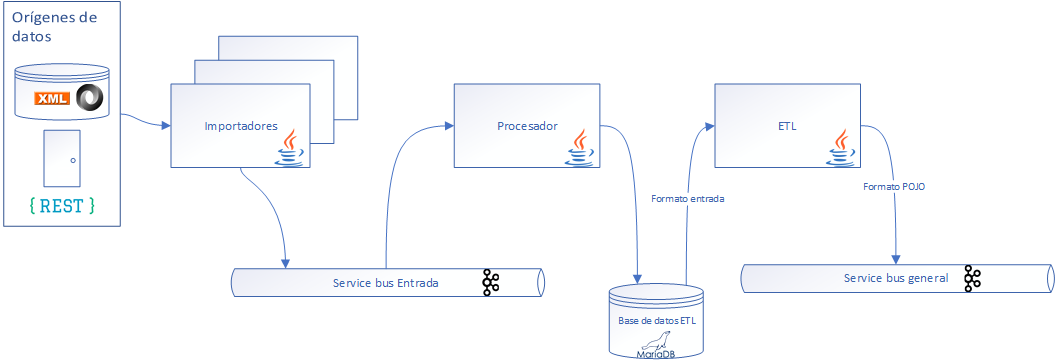 Orígenes de
datos
XML
{ REST }
Importadores
Procesador
ETL
Formato entrada
Formato POJO
Service bus Entrada
Service bus general
Base de datos ETL
MariaDB